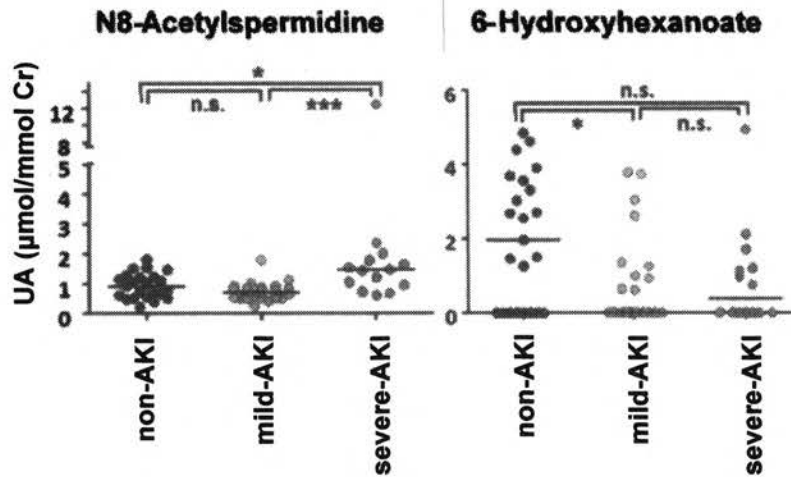 N8-Acetylspermidine
6-Hydroxyhexanoate
UA (µmol/mmol Cr)
*
n.s.
***
12
8
5
4
3
2
1
0
non-AKI
mild-AKI
severe-AKI
n.s.
*
n.s.
6
4
2
0
non-AKI
mild-AKI
severe-AKI